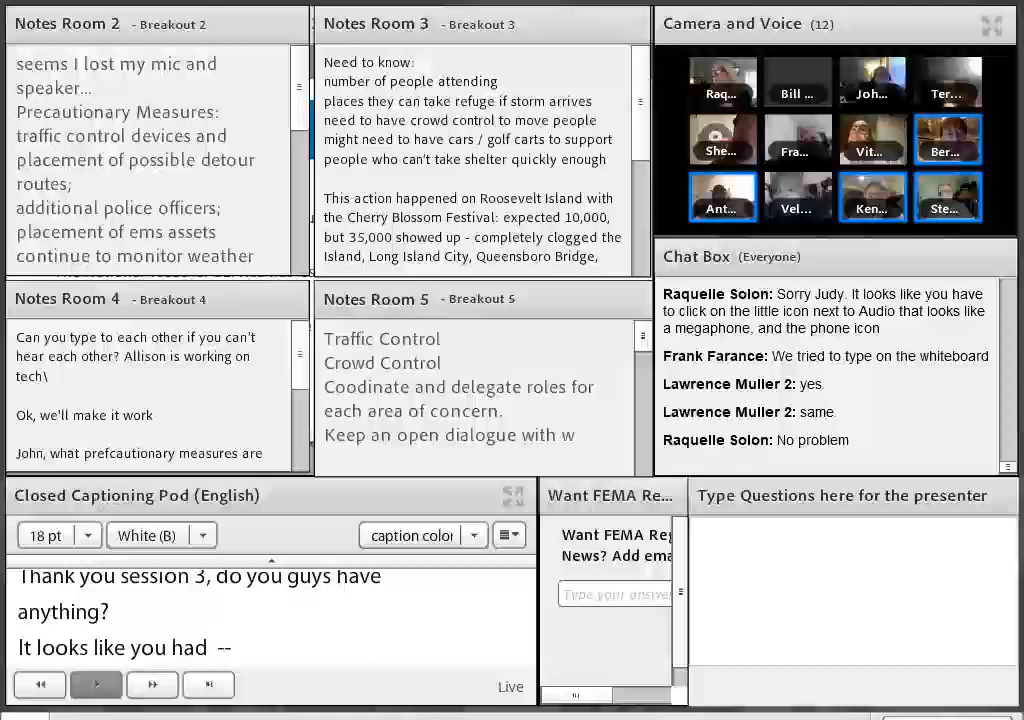 Notes Room 2 - Breakout 2
seems I lost my mic and
speaker...
Precautionary Measures:
traffic control devices and
placement of possible detour
routes;
additional police officers;
placement of ems assets
continue to monitor weather
Notes Room 3 - Breakout 3
Need to know:
number of people attending
places they can take refuge if storm arrives
need to have crowd control to move people
might need to have cars / golf carts to support
people who can't take shelter quickly enough
This action happened on Roosevelt Island with
the Cherry Blossom Festival: expected 10,000,
but 35,000 showed up - completely clogged the
Island, Long Island City, Queensboro Bridge,
Camera and Voice (12)
Raq...
Bill ...
Joh...
Ter...
She...
Fra...
Vit...
Ber...
Ant...
Vel...
Ken...
Ste...
Chat Box (Everyone)
Raquelle Solon: Sorry Judy. It looks like you have
to click on the little icon next to Audio that looks like
a megaphone, and the phone icon
Frank Farance: We tried to type on the whiteboard
Lawrence Muller 2: yes
Lawrence Muller 2: same
Raquelle Solon: No problem
Notes Room 4 - Breakout 4
Can you type to each other if you can't
hear each other? Allison is working on
tech\
Ok, we'll make it work
John, what prefcautionary measures are
Notes Room 5 - Breakout 5
Traffic Control
Crowd Control
Coodinate and delegate roles for
each area of concern.
Keep an open dialogue with w
Closed Captioning Pod (English)
18 pt
White (B)
caption color
Thank you session 3, do you guys have
anything?
It looks like you had --
Live
Want FEMA Re...
Want FEMA Reg
News? Add ema
Type your answer
Type Questions here for the presenter